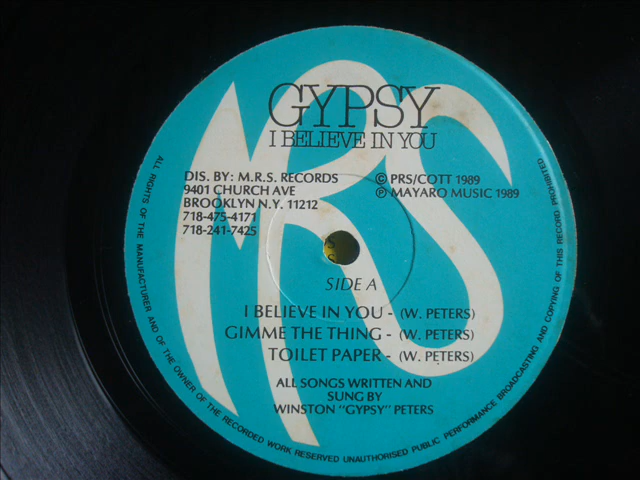 MRS
GYPSY
I BELIEVE IN YOU
DIS. BY: M.R.S. RECORDS
9401 CHURCH AVE
BROOKLYN N.Y. 11212
718-475-4171
718-241-7425
© PRS/COTT 1989
℗ MAYARO MUSIC 1989
SIDE A
I BELIEVE IN YOU - (W. PETERS)
GIMME THE THING - (W. PETERS)
TOILET PAPER - (W. PETERS)
ALL SONGS WRITTEN AND
SUNG BY
WINSTON "GYPSY" PETERS
ALL RIGHTS OF THE MANUFACTURER AND OF THE OWNER OF THE RECORDED WORK RESERVED UNAUTHORISED PUBLIC PERFORMANCE BROADCASTING AND COPYING OF THIS RECORD PROHIBITED